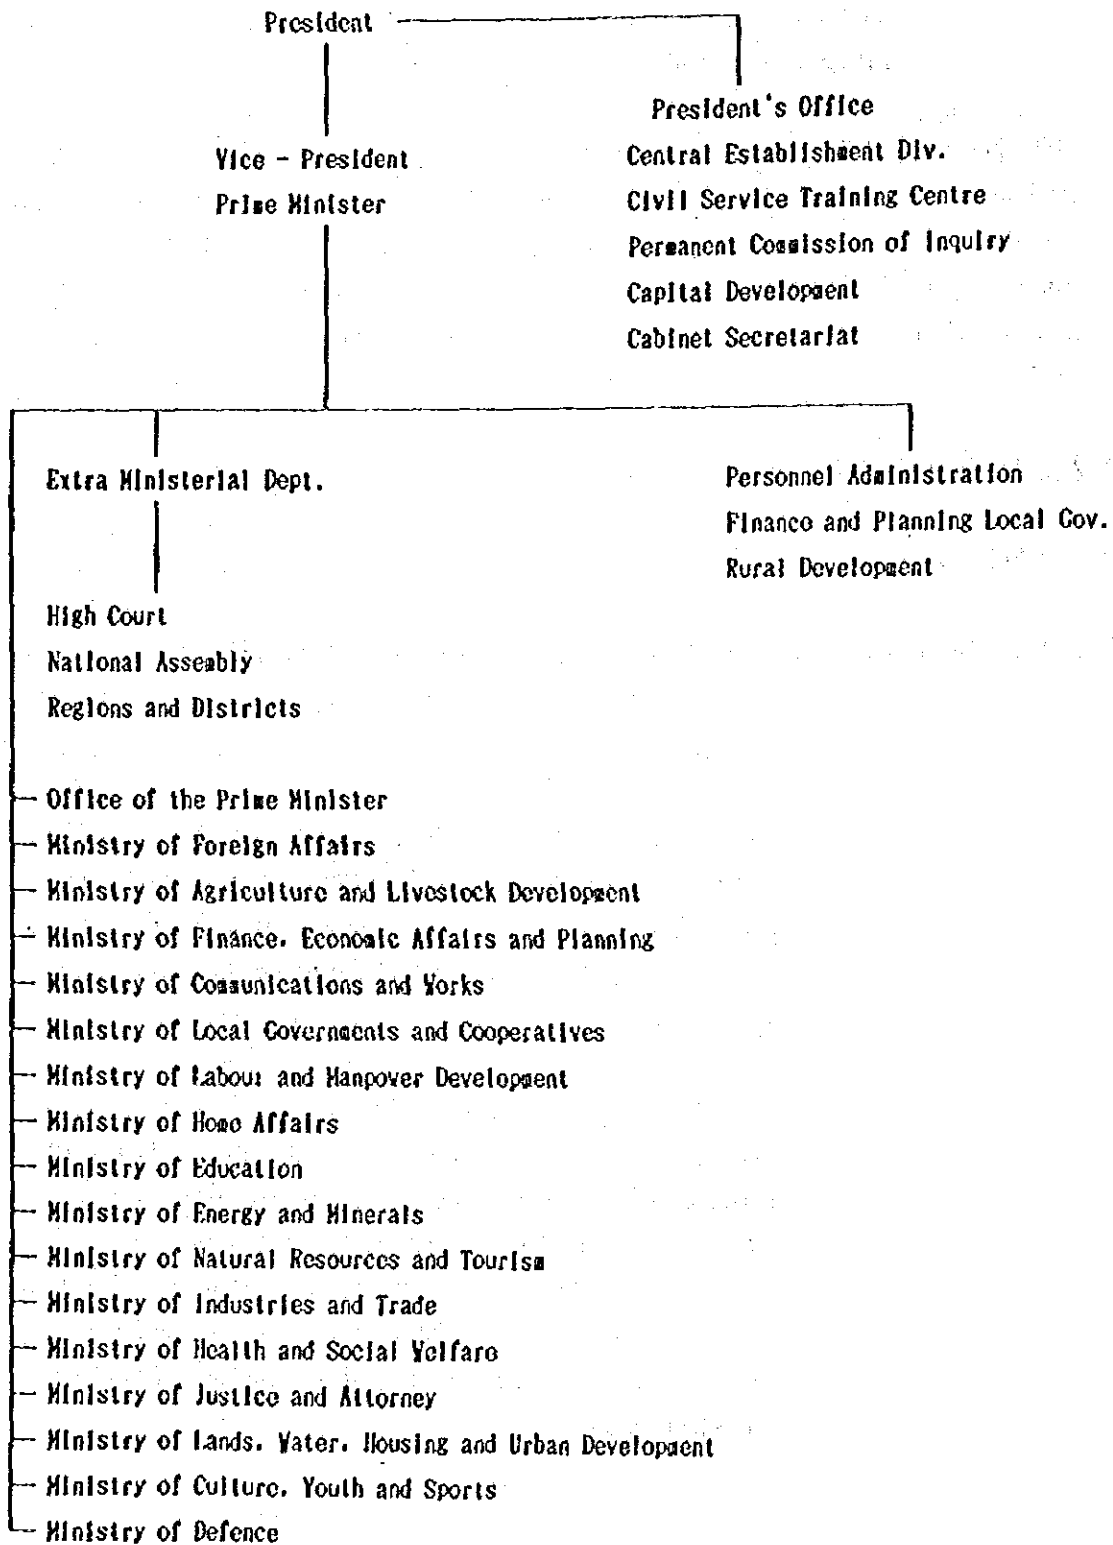 President
President's Office
Vice - President
Central Establishment Div.
Prime Minister
Civil Service Training Centre
Permanent Commission of Inquiry
Capital Development
Cabinet Secretariat
Extra Ministerial Dept.
Personnel Administration
Finance and Planning Local Gov.
Rural Development
High Court
National Assembly
Regions and Districts
Office of the Prime Minister
Ministry of Foreign Affairs
Ministry of Agriculture and Livestock Development
Ministry of Finance, Economic Affairs and Planning
Ministry of Communications and Works
Ministry of Local Governments and Cooperatives
Ministry of Labour and Manpower Development
Ministry of Home Affairs
Ministry of Education
Ministry of Energy and Minerals
Ministry of Natural Resources and Tourism
Ministry of Industries and Trade
Ministry of Health and Social Welfare
Ministry of Justice and Attorney
Ministry of Lands, Water, Housing and Urban Development
Ministry of Culture, Youth and Sports
Ministry of Defence